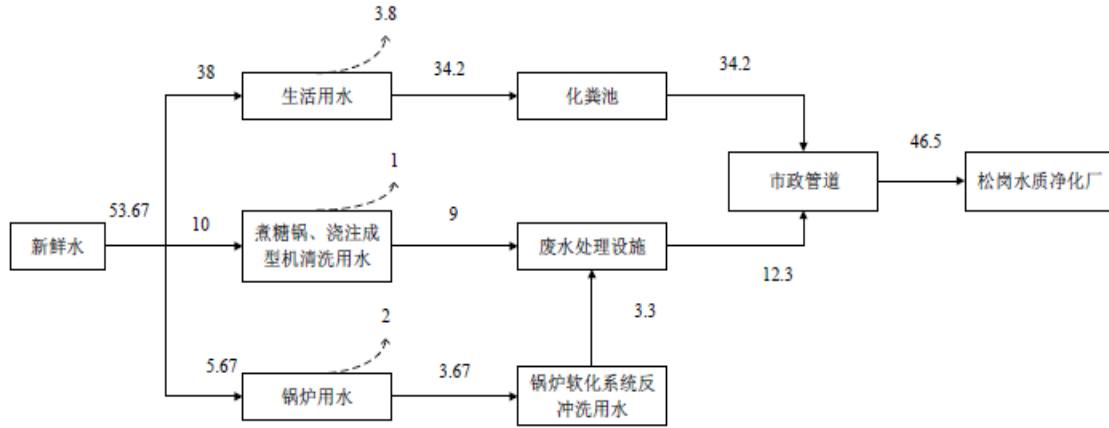 3.8
38
生活用水
34.2
化粪池
34.2
1
市政管道
46.5
松岗水质净化厂
新鲜水
53.67
10
煮糖锅、浇注成
型机清洗用水
9
废水处理设施
12.3
3.3
2
5.67
锅炉用水
3.67
锅炉软化系统反
冲洗用水